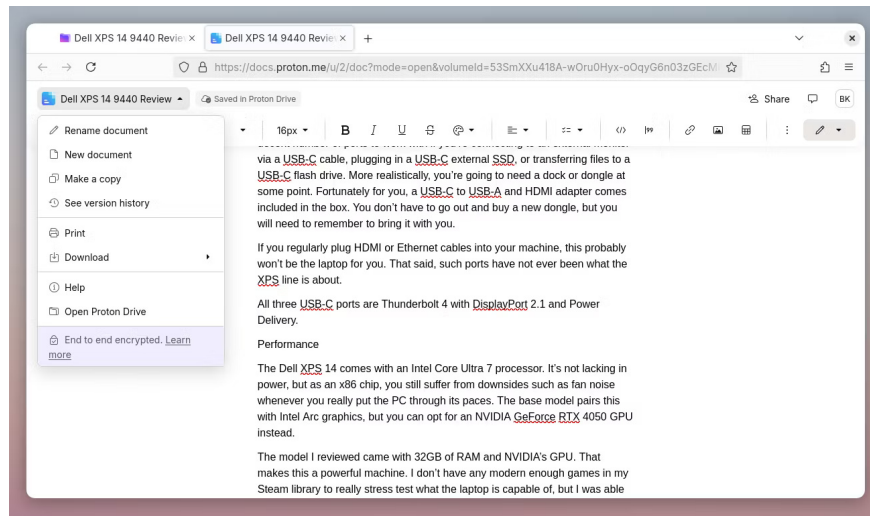 Dell XPS 14 9440 Revie
Dell XPS 14 9440 Revie
https://docs.proton.me/u/2/doc?mode=open&volumeId=53SmXXu418A-wOru0Hyx-oOqyG6n03zGEcM
Dell XPS 14 9440 Review
Saved in Proton Drive
Share
BK
16px
B I U S
Rename document
New document
Make a copy
See version history
Print
Download
Help
Open Proton Drive
End to end encrypted. Learn
more
via a USB-C cable, plugging in a USB-C external SSD, or transferring files to a
USB-C flash drive. More realistically, you're going to need a dock or dongle at
some point. Fortunately for you, a USB-C to USB-A and HDMI adapter comes
included in the box. You don't have to go out and buy a new dongle, but you
will need to remember to bring it with you.
If you regularly plug HDMI or Ethernet cables into your machine, this probably
won't be the laptop for you. That said, such ports have not ever been what the
XPS line is about.
All three USB-C ports are Thunderbolt 4 with DisplayPort 2.1 and Power
Delivery.
Performance
The Dell XPS 14 comes with an Intel Core Ultra 7 processor. It's not lacking in
power, but as an x86 chip, you still suffer from downsides such as fan noise
whenever you really put the PC through its paces. The base model pairs this
with Intel Arc graphics, but you can opt for an NVIDIA GeForce RTX 4050 GPU
instead.
The model I reviewed came with 32GB of RAM and NVIDIA's GPU. That
makes this a powerful machine. I don't have any modern enough games in my
Steam library to really stress test what the laptop is capable of, but I was able